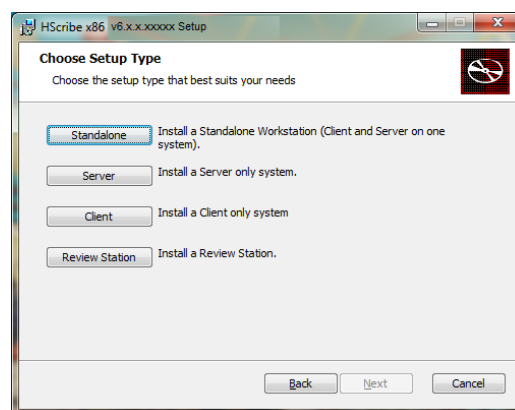 HScribe x86 v6.x.x.xxxxx Setup
Choose Setup Type
Choose the setup type that best suits your needs
Standalone
Install a Standalone Workstation (Client and Server on one
system).
Server
Install a Server only system.
Client
Install a Client only system
Review Station
Install a Review Station.
Back
Next
Cancel